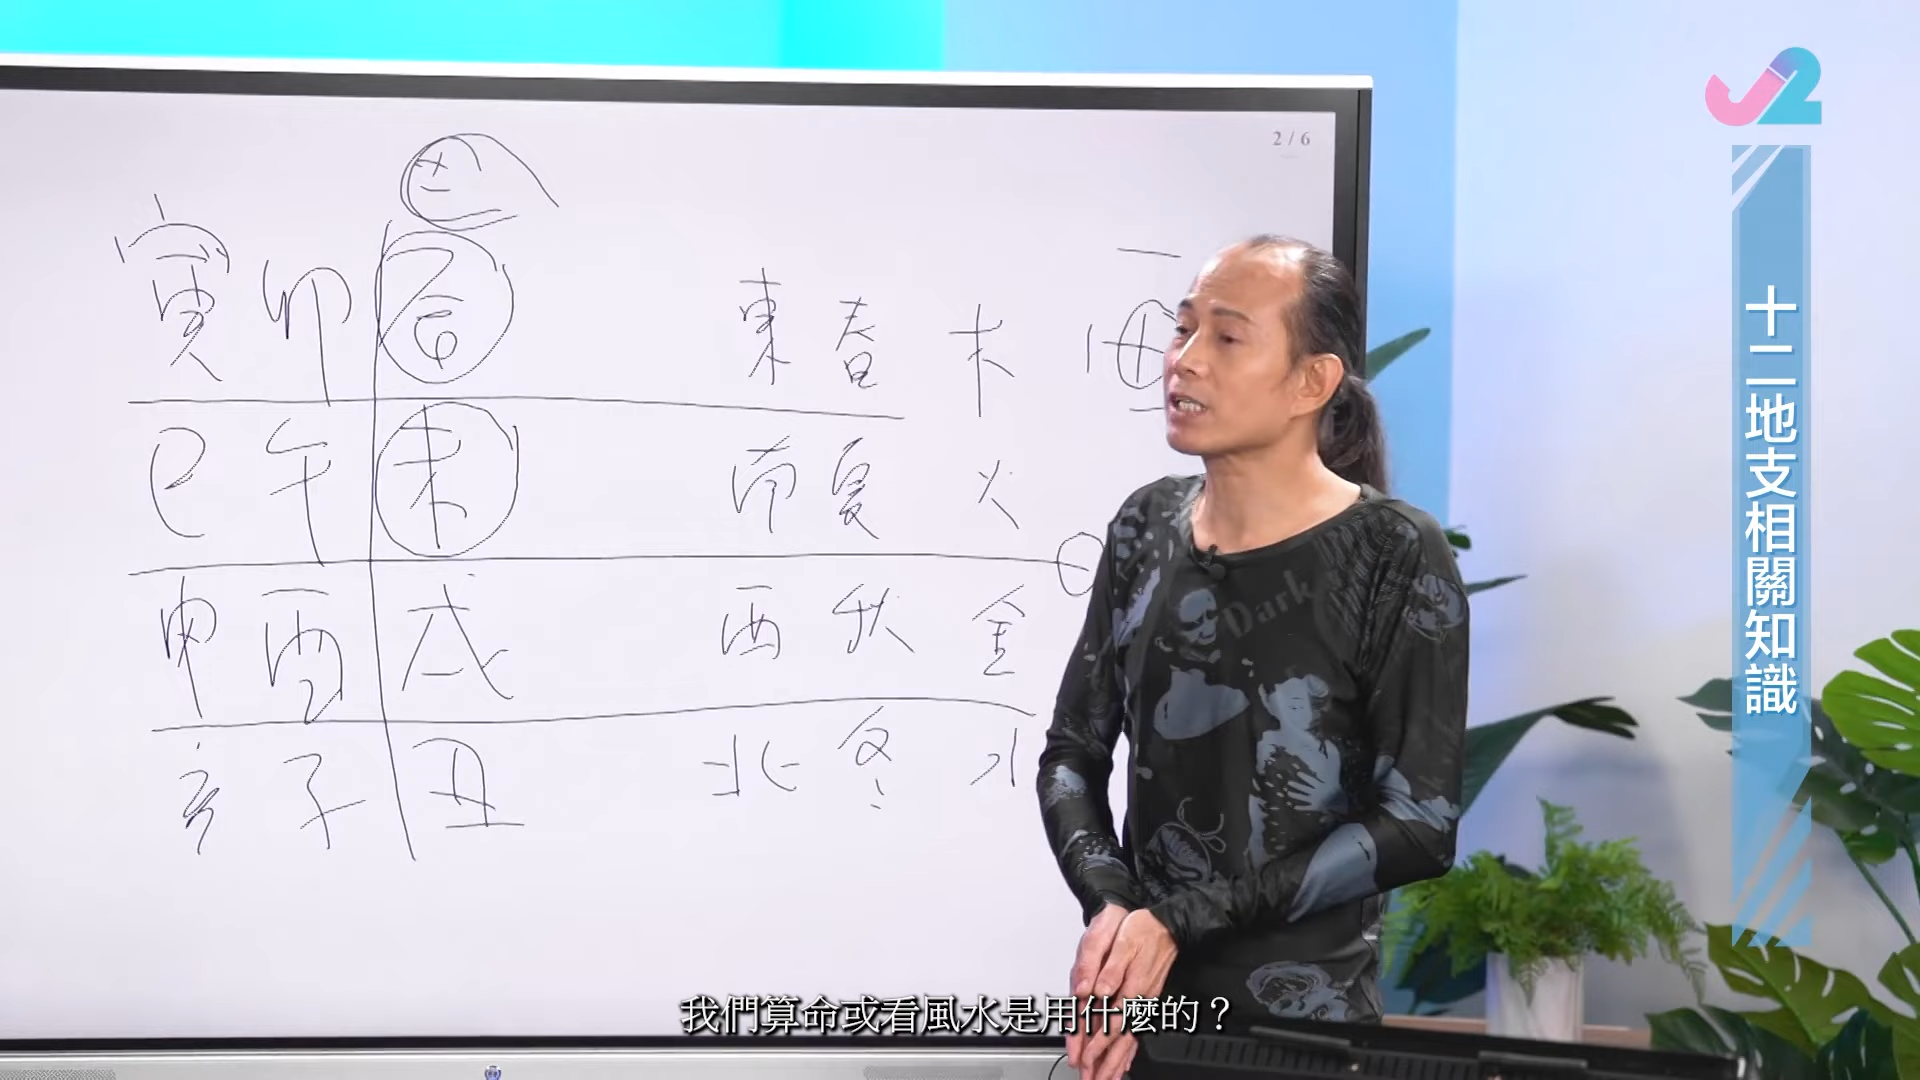 J2
2 / 6
寅 卯 辰 東 春 木
巳 午 未 南 夏 火
申 酉 戌 西 秋 金
亥 子 丑 北 冬 水
Dark
十二地支相關知識
我們算命或看風水是用什麼的？